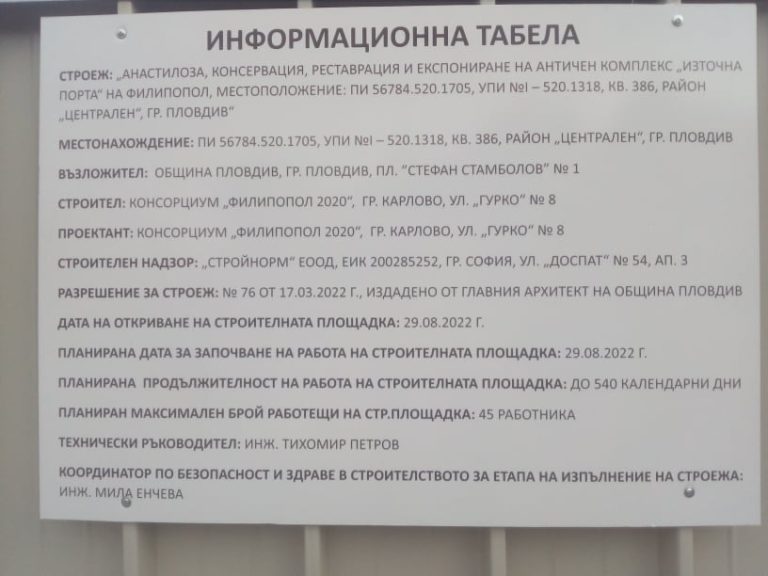 ИНФОРМАЦИОННА ТАБЕЛА
СТРОЕЖ: „АНАСТИЛОЗА, КОНСЕРВАЦИЯ, РЕСТАВРАЦИЯ И ЕКСПОНИРАНЕ НА АНТИЧЕН КОМПЛЕКС „ИЗТОЧНА
ПОРТА“ НА ФИЛИПОПОЛ, МЕСТОПОЛОЖЕНИЕ: ПИ 56784.520.1705, УПИ №I – 520.1318, КВ. 386, РАЙОН
„ЦЕНТРАЛЕН“, ГР. ПЛОВДИВ“
МЕСТОНАХОЖДЕНИЕ: ПИ 56784.520.1705, УПИ №I – 520.1318, КВ. 386, РАЙОН „ЦЕНТРАЛЕН“, ГР. ПЛОВДИВ
ВЪЗЛОЖИТЕЛ: ОБЩИНА ПЛОВДИВ, ГР. ПЛОВДИВ, ПЛ. "СТЕФАН СТАМБОЛОВ" № 1
СТРОИТЕЛ: КОНСОРЦИУМ „ФИЛИПОПОЛ 2020“, ГР. КАРЛОВО, УЛ. „ГУРКО“ № 8
ПРОЕКТАНТ: КОНСОРЦИУМ „ФИЛИПОПОЛ 2020“, ГР. КАРЛОВО, УЛ. „ГУРКО“ № 8
СТРОИТЕЛЕН НАДЗОР: „СТРОЙНОРМ“ ЕООД, ЕИК 200285252, ГР. СОФИЯ, УЛ. „ДОСПАТ“ № 54, АП. 3
РАЗРЕШЕНИЕ ЗА СТРОЕЖ: № 76 ОТ 17.03.2022 Г., ИЗДАДЕНО ОТ ГЛАВНИЯ АРХИТЕКТ НА ОБЩИНА ПЛОВДИВ
ДАТА НА ОТКРИВАНЕ НА СТРОИТЕЛНАТА ПЛОЩАДКА: 29.08.2022 Г.
ПЛАНИРАНА ДАТА ЗА ЗАПОЧВАНЕ НА РАБОТА НА СТРОИТЕЛНАТА ПЛОЩАДКА: 29.08.2022 Г.
ПЛАНИРАНА ПРОДЪЛЖИТЕЛНОСТ НА РАБОТА НА СТРОИТЕЛНАТА ПЛОЩАДКА: ДО 540 КАЛЕНДАРНИ ДНИ
ПЛАНИРАН МАКСИМАЛЕН БРОЙ РАБОТЕЩИ НА СТР.ПЛОЩАДКА: 45 РАБОТНИКА
ТЕХНИЧЕСКИ РЪКОВОДИТЕЛ: ИНЖ. ТИХОМИР ПЕТРОВ
КООРДИНАТОР ПО БЕЗОПАСНОСТ И ЗДРАВЕ В СТРОИТЕЛСТВОТО ЗА ЕТАПА НА ИЗПЪЛНЕНИЕ НА СТРОЕЖА:
ИНЖ. МИЛА ЕНЧЕВА